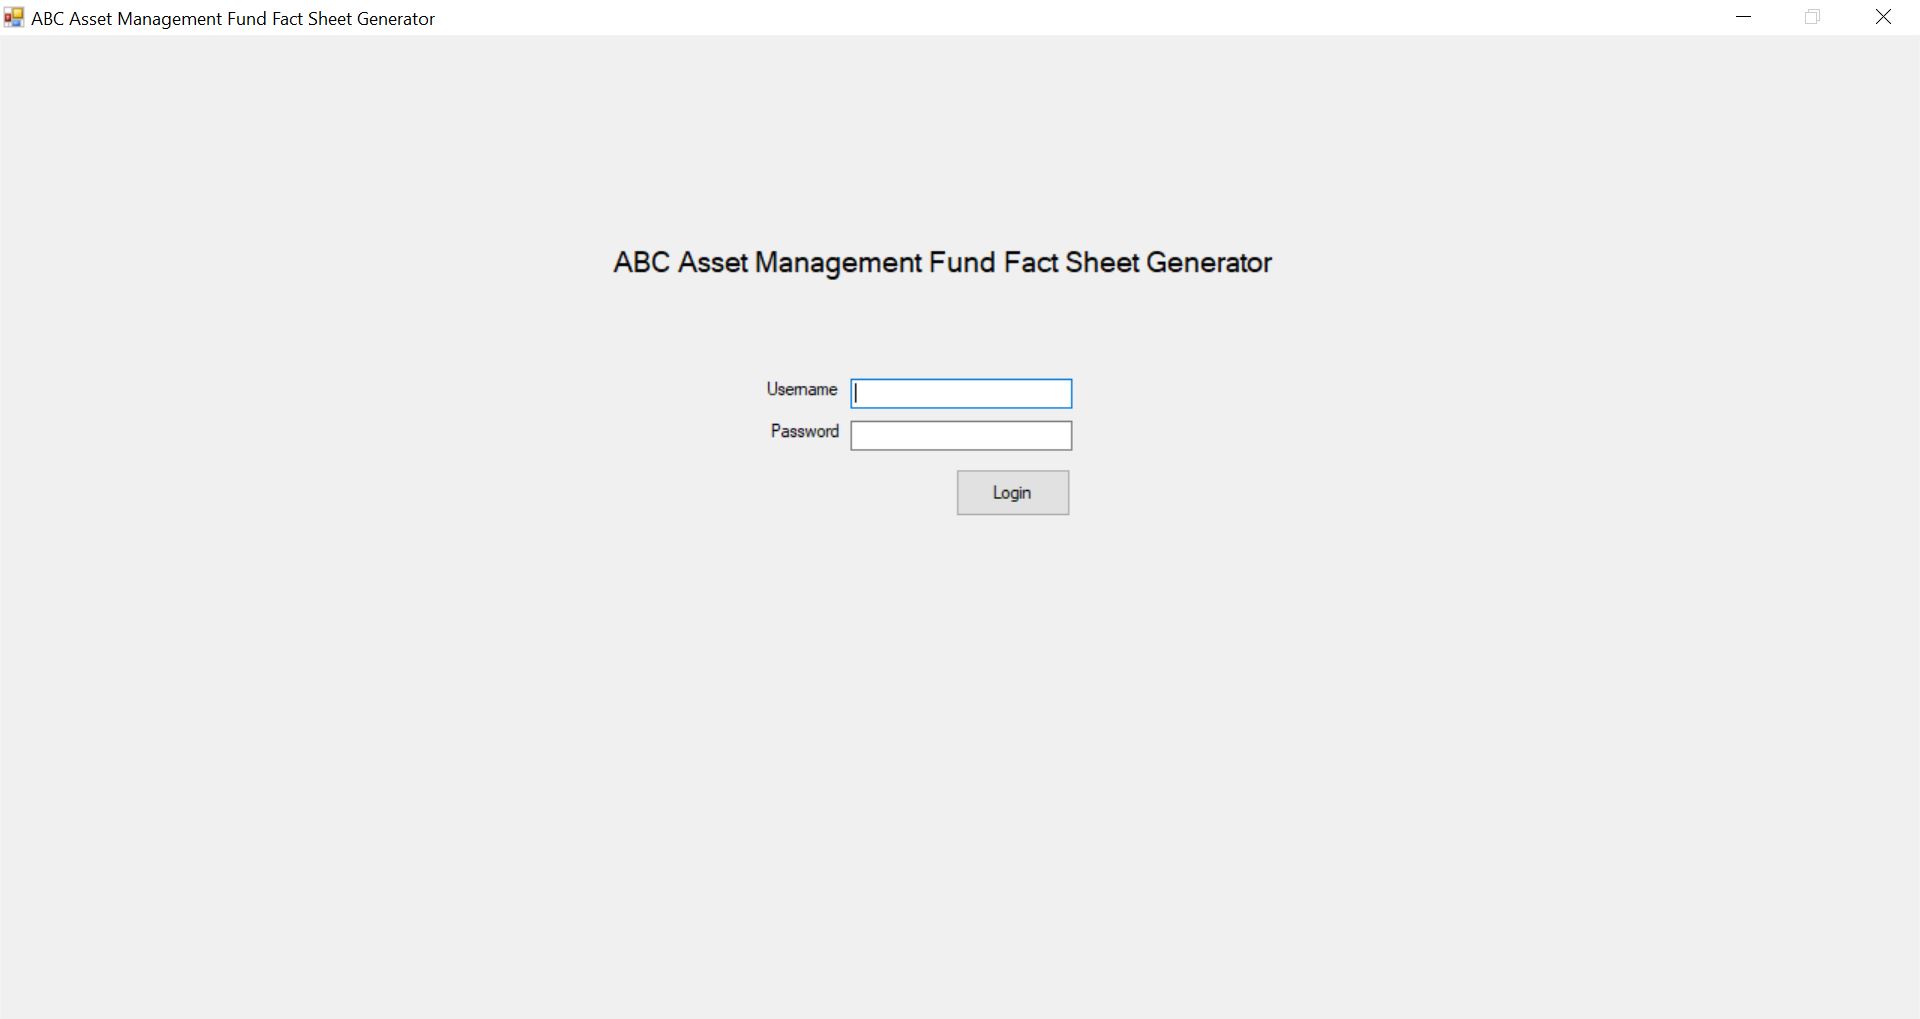 ABC Asset Management Fund Fact Sheet Generator
ABC Asset Management Fund Fact Sheet Generator
Username
Password
Login